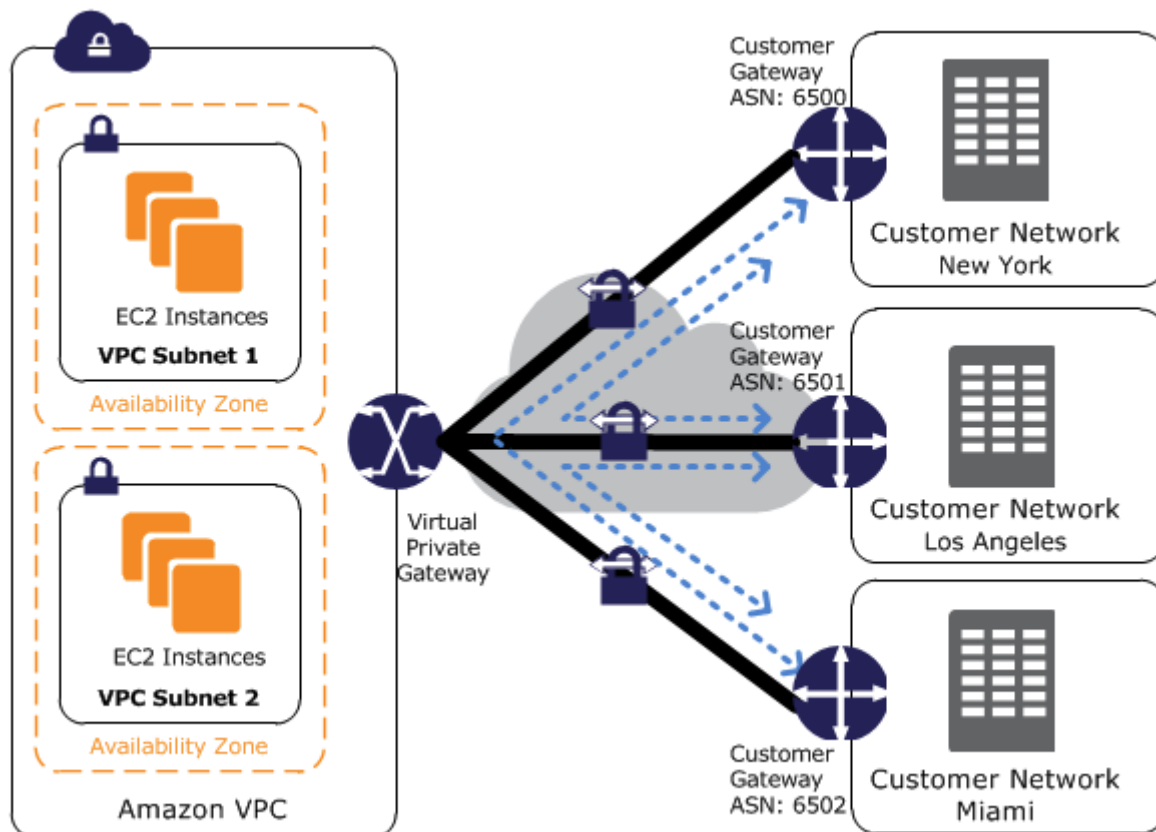 EC2 Instances
VPC Subnet 1
Availability Zone
EC2 Instances
VPC Subnet 2
Availability Zone
Amazon VPC
Virtual
Private
Gateway
Customer
Gateway
ASN: 6500
Customer Network
New York
Customer
Gateway
ASN: 6501
Customer Network
Los Angeles
Customer
Gateway
ASN: 6502
Customer Network
Miami